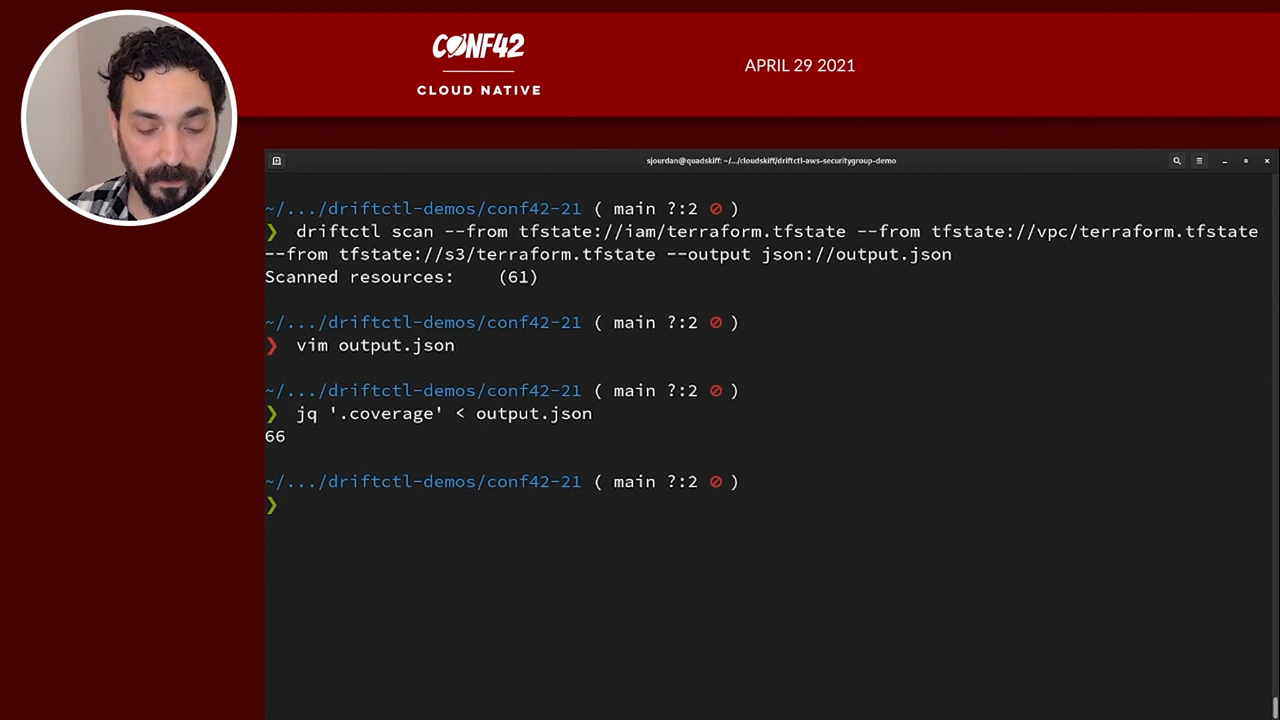 CONF42
CLOUD NATIVE
APRIL 29 2021
sjourdan@quadskiff: ~/.../cloudskiff/driftctl-aws-securitygroup-demo
~/.../driftctl-demos/conf42-21 ( main ?:2 ⊘ )
❯ driftctl scan --from tfstate://iam/terraform.tfstate --from tfstate://vpc/terraform.tfstate
--from tfstate://s3/terraform.tfstate --output json://output.json
Scanned resources: (61)
~/.../driftctl-demos/conf42-21 ( main ?:2 ⊘ )
❯ vim output.json
~/.../driftctl-demos/conf42-21 ( main ?:2 ⊘ )
❯ jq '.coverage' < output.json
66
~/.../driftctl-demos/conf42-21 ( main ?:2 ⊘ )
❯